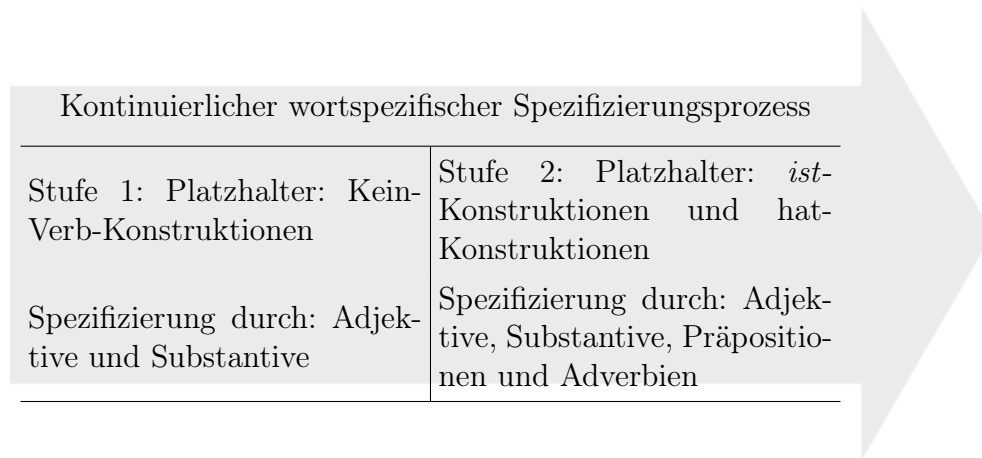 Kontinuierlicher wortspezifischer Spezifizierungsprozess
Stufe 1: Platzhalter: Kein-
Verb-Konstruktionen
Stufe 2: Platzhalter: ist-
Konstruktionen und hat-
Konstruktionen
Spezifizierung durch: Adjek-
tive und Substantive
Spezifizierung durch: Adjek-
tive, Substantive, Präpositio-
nen und Adverbien